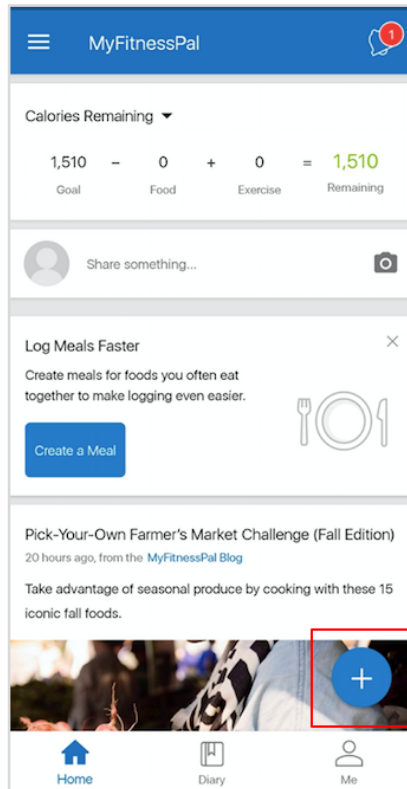 MyFitnessPal
1
Calories Remaining
1,510 – 0 + 0 = 1,510
Goal Food Exercise Remaining
Share something...
Log Meals Faster
Create meals for foods you often eat
together to make logging even easier.
Create a Meal
Pick-Your-Own Farmer's Market Challenge (Fall Edition)
20 hours ago, from the MyFitnessPal Blog
Take advantage of seasonal produce by cooking with these 15
iconic fall foods.
+
Home Diary Me